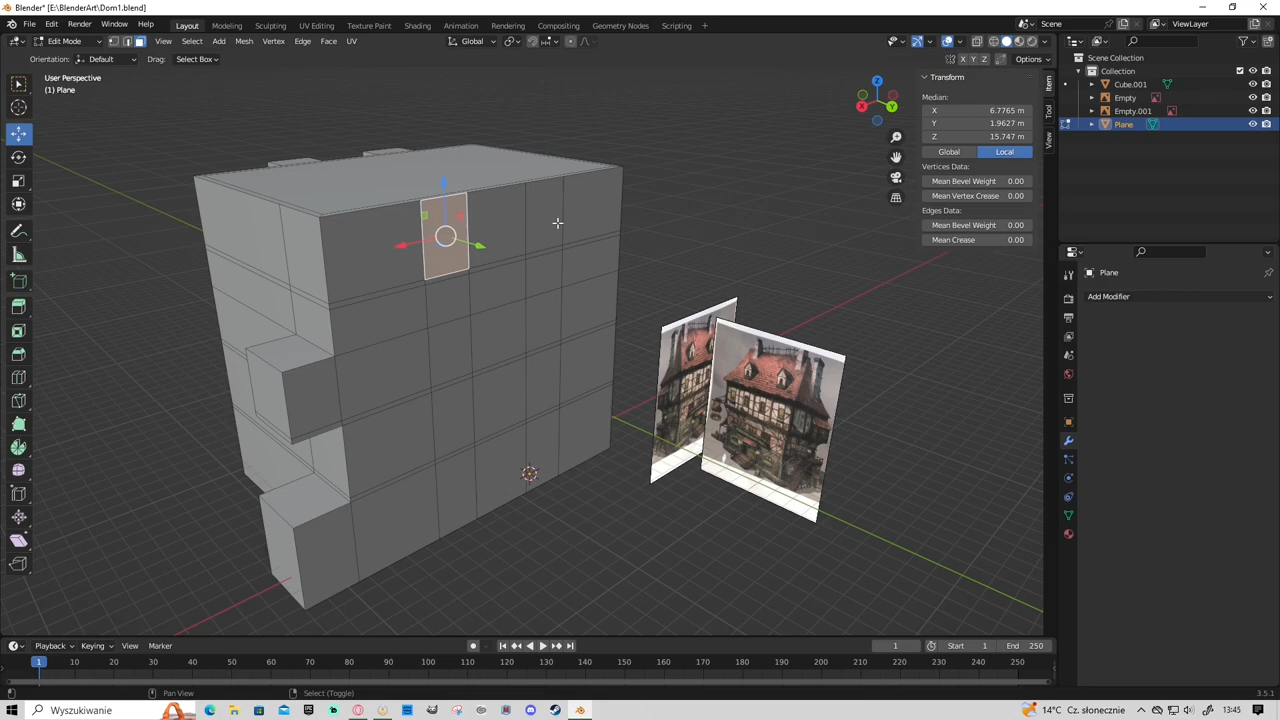 Blender* [E:\BlenderArt\Dom1.blend]
File Edit Render Window Help
Layout Modeling Sculpting UV Editing Texture Paint Shading Animation Rendering Compositing Geometry Nodes Scripting +
Scene ViewLayer
Edit Mode View Select Add Mesh Vertex Edge Face UV Global
Orientation: Default Drag: Select Box X Y Z Options
User Perspective
(1) Plane
Z
X Y
Transform
Median:
X 6.7765 m
Y 1.9627 m
Z 15.747 m
Global Local
Vertices Data:
Mean Bevel Weight 0.00
Mean Vertex Crease 0.00
Edges Data:
Mean Bevel Weight 0.00
Mean Crease 0.00
Item
Tool
View
Scene Collection
Collection
Cube.001
Empty
Empty.001
Plane
Plane
Add Modifier
Playback Keying View Marker 1 Start 1 End 250
1 10 20 30 40 50 60 70 80 90 100 110 120 130 140 150 160 170 180 190 200 210 220 230 240 250
Pan View Select (Toggle) 3.5.1
Wyszukiwanie 14°C Cz. słonecznie 13:45